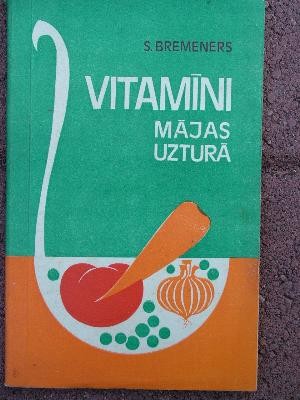 S. BREMENERS
VITAMĪNI
MĀJAS
UZTURĀ